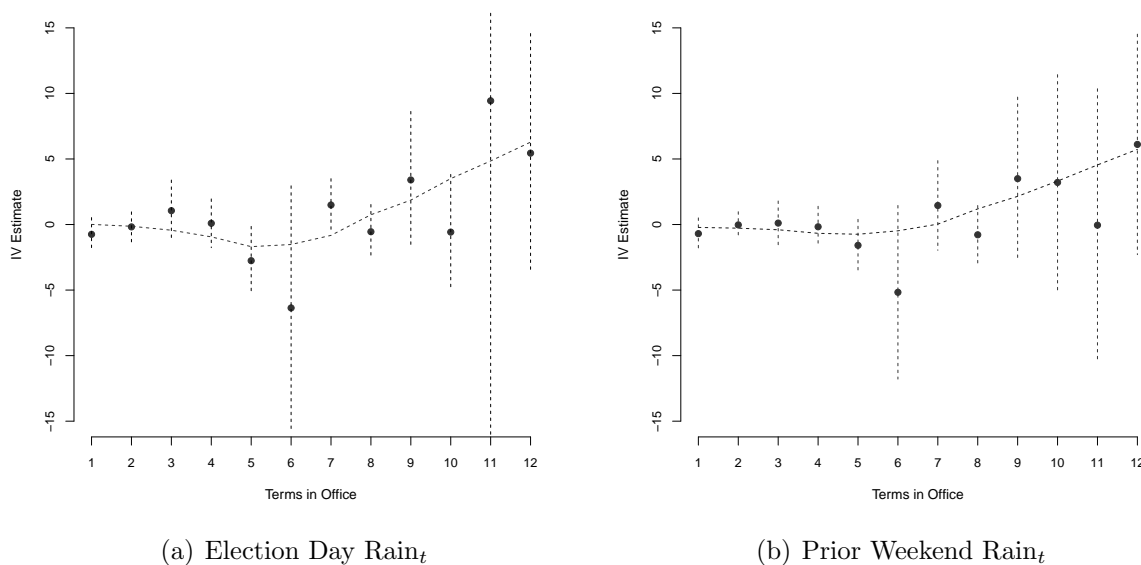 15
10
5
0
−5
−10
−15
IV Estimate
1 2 3 4 5 6 7 8 9 10 11 12
Terms in Office
(a) Election Day Rain_t
15
10
5
0
−5
−10
−15
IV Estimate
1 2 3 4 5 6 7 8 9 10 11 12
Terms in Office
(b) Prior Weekend Rain_t